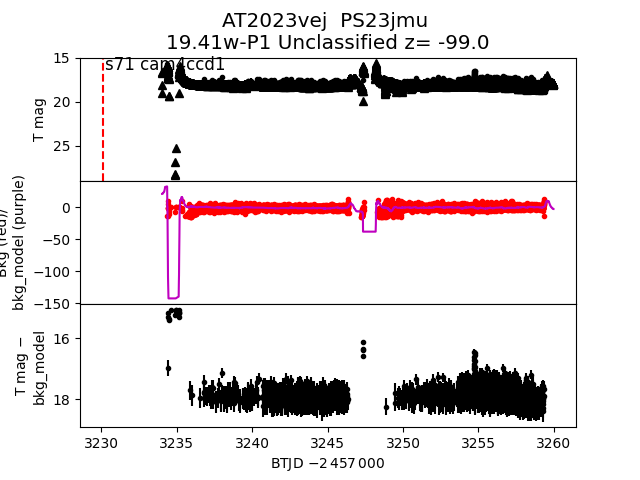 AT2023vej PS23jmu
19.41w-P1 Unclassified z= -99.0
s71 cam4ccd1
15
20
25
T mag
0
−50
−100
−150
Bkg (red)/
bkg_model (purple)
16
18
T mag −
bkg_model
3230 3235 3240 3245 3250 3255 3260
BTJD −2 457 000